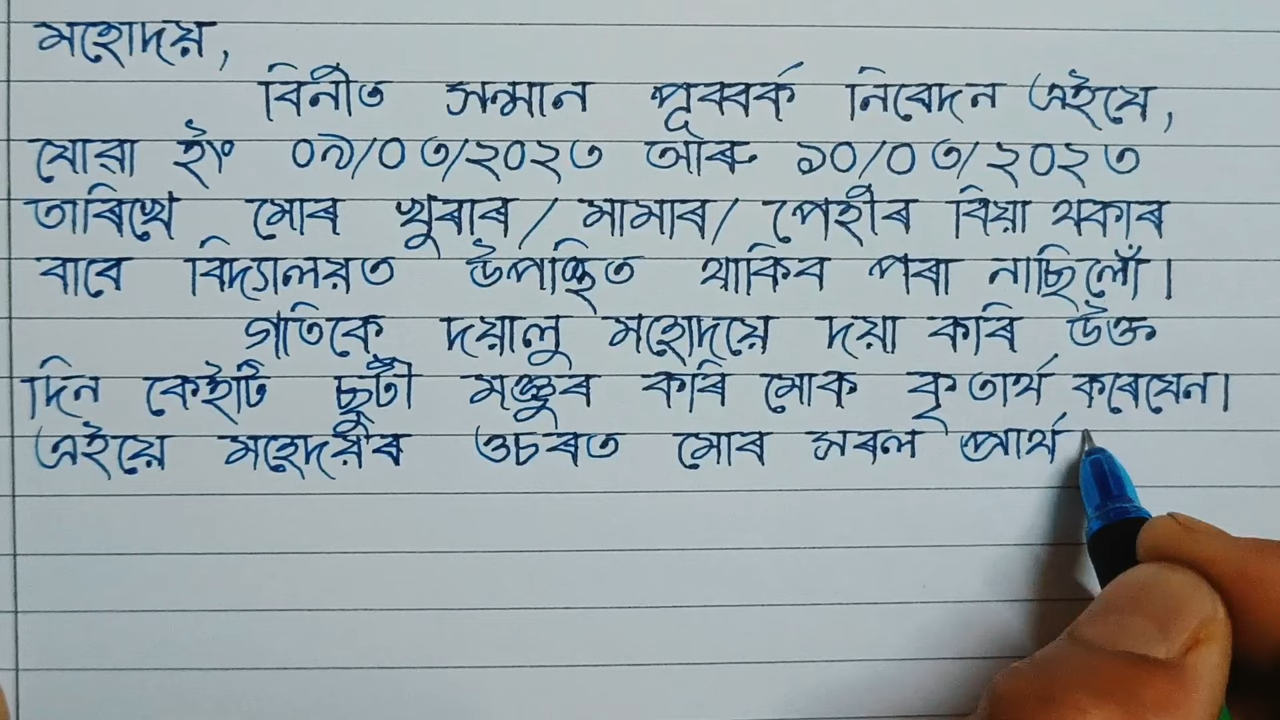 মহোদয়,
বিনীত সন্মান পূৰ্ব্বক নিবেদন এইযে,
যোৱা ইং ০৯/০৩/২০২৩ আৰু ১০/০৩/২০২৩
তাৰিখে মোৰ খুৰাৰ/ মামাৰ/ পেহীৰ বিয়া থকাৰ
বাবে বিদ্যালয়ত উপস্থিত থাকিব পৰা নাছিলোঁ।
গতিকে দয়ালু মহোদয়ে দয়া কৰি উক্ত
দিন কেইটি ছুটী মঞ্জুৰ কৰি মোক কৃতাৰ্থ কৰেযেন।
এইয়ে মহোদয়ৰ ওচৰত মোৰ সৰল প্ৰাৰ্থ